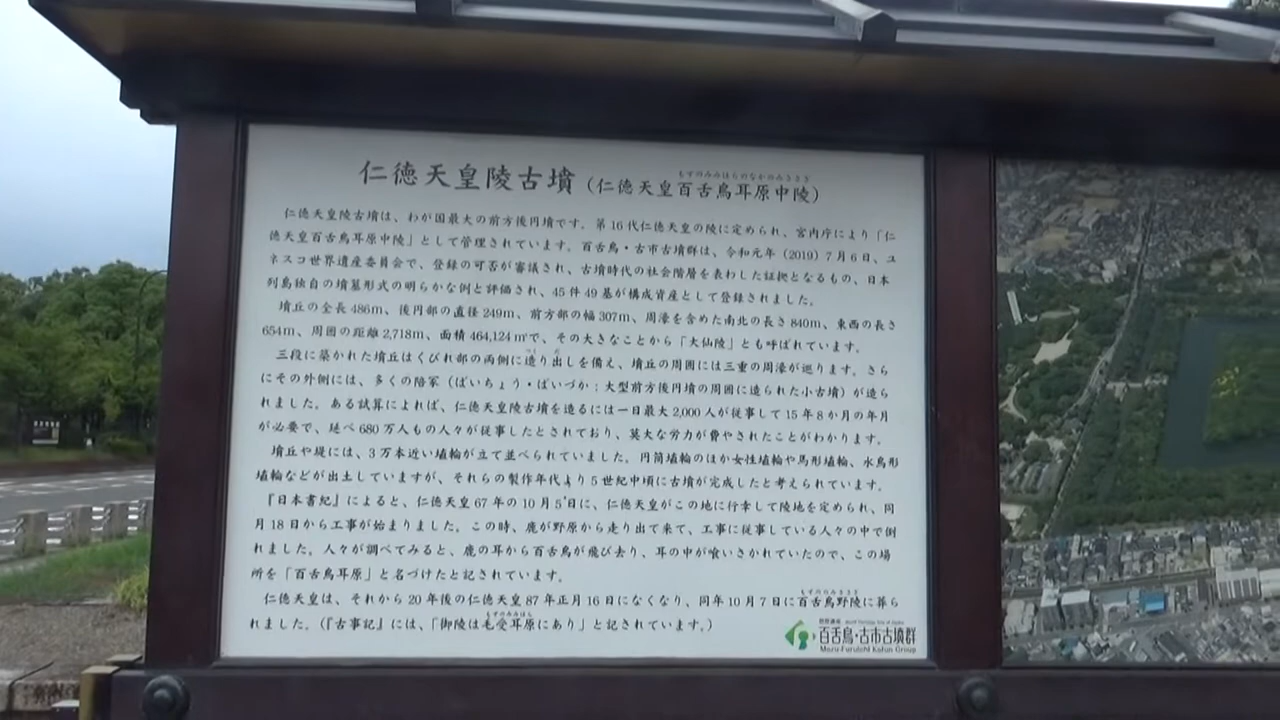 仁徳天皇陵古墳（仁徳天皇百舌鳥耳原中陵）
もずのみみはらのなかのみささぎ
仁徳天皇陵古墳は、わが国最大の前方後円墳です。第16代仁徳天皇の陵に定められ、宮内庁により「仁
徳天皇百舌鳥耳原中陵」として管理されています。百舌鳥・古市古墳群は、令和元年（2019）7月6日、ユ
ネスコ世界遺産委員会で、登録の可否が審議され、古墳時代の社会階層を表わした証拠となるもの、日本
列島独自の墳墓形式の明らかな例と評価され、45件49基が構成資産として登録されました。
墳丘の全長486m、後円部の直径249m、前方部の幅307m、周濠を含めた南北の長さ840m、東西の長さ
654m、周囲の距離2,718m、面積464,124㎡で、その大きなことから「大仙陵」とも呼ばれています。
三段に築かれた墳丘はくびれ部の両側に造り出しを備え、墳丘の周囲には三重の周濠が巡ります。さら
にその外側には、多くの陪冢（ばいちょう・ばいづか：大型前方後円墳の周囲に造られた小古墳）が造ら
れました。ある試算によれば、仁徳天皇陵古墳を造るには一日最大2,000人が従事して15年8か月の年月
が必要で、延べ680万人もの人々が従事したとされており、莫大な労力が費やされたことがわかります。
墳丘や堤には、3万本近い埴輪が立て並べられていました。円筒埴輪のほか女性埴輪や馬形埴輪、水鳥形
埴輪などが出土していますが、それらの製作年代より5世紀中頃に古墳が完成したと考えられています。
『日本書紀』によると、仁徳天皇67年の10月5日に、仁徳天皇がこの地に行幸して陵地を定められ、同
月18日から工事が始まりました。この時、鹿が野原から走り出て来て、工事に従事している人々の中で倒
れました。人々が調べてみると、鹿の耳から百舌鳥が飛び去り、耳の中が喰いさかれていたので、この場
所を「百舌鳥耳原」と名づけたと記されています。
仁徳天皇は、それから20年後の仁徳天皇87年正月16日になくなり、同年10月7日に百舌鳥野陵に葬ら
れました。（『古事記』には、「御陵は毛受耳原にあり」と記されています。）
百舌鳥・古市古墳群
Mozu-Furuichi Kofun Group